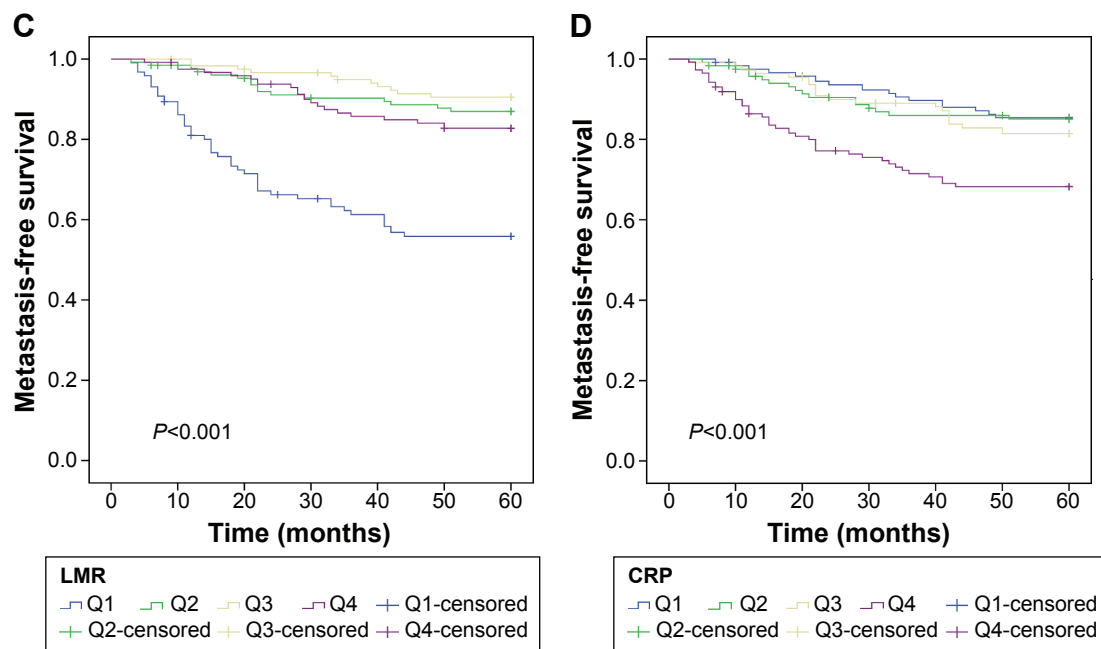 C
Metastasis-free survival
1.0
0.8
0.6
0.4
0.2
0.0
P<0.001
0 10 20 30 40 50 60
Time (months)
LMR
Q1 Q2 Q3 Q4 Q1-censored
Q2-censored Q3-censored Q4-censored
D
Metastasis-free survival
1.0
0.8
0.6
0.4
0.2
0.0
P<0.001
0 10 20 30 40 50 60
Time (months)
CRP
Q1 Q2 Q3 Q4 Q1-censored
Q2-censored Q3-censored Q4-censored